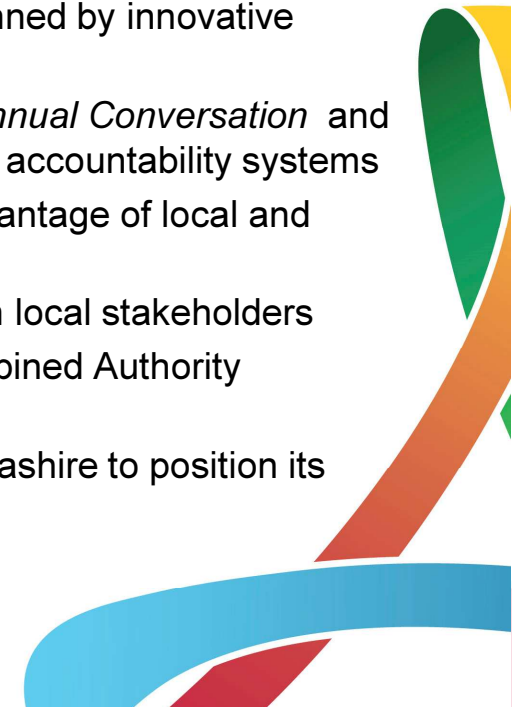 nned by innovative
nnual Conversation and
accountability systems
antage of local and
local stakeholders
bined Authority
ashire to position its